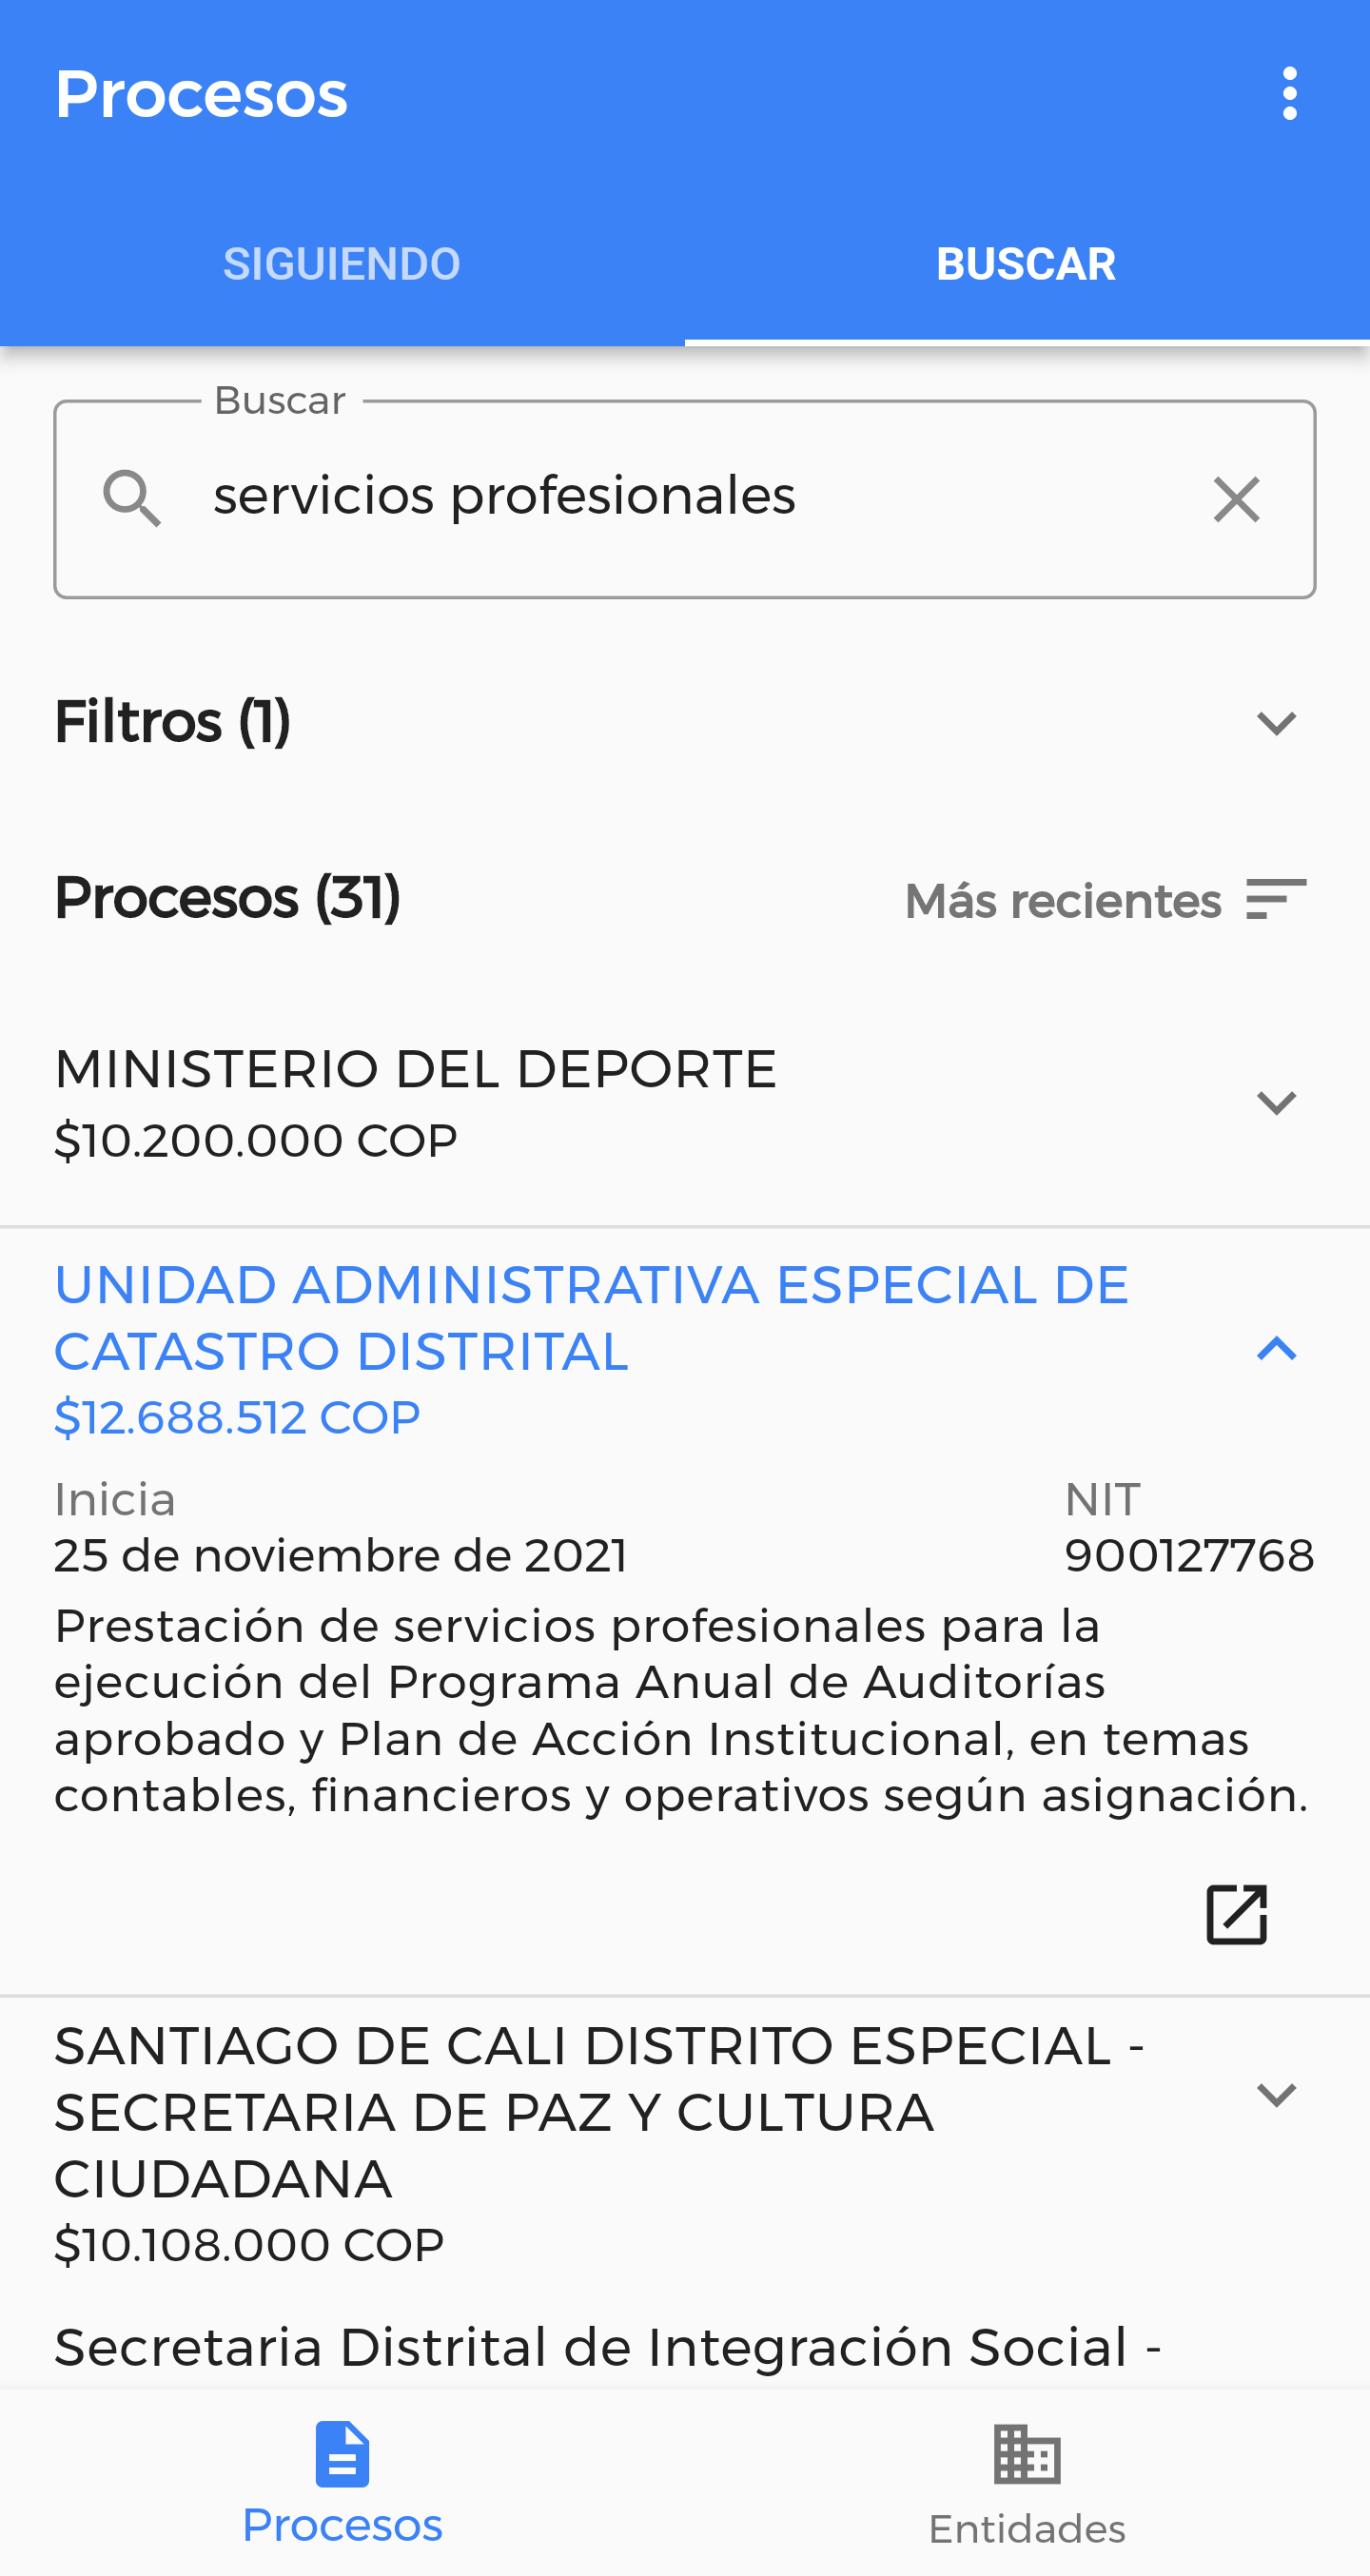 Procesos
SIGUIENDO
BUSCAR
Buscar
servicios profesionales
Filtros (1)
Procesos (31)
Más recientes
MINISTERIO DEL DEPORTE
$10.200.000 COP
UNIDAD ADMINISTRATIVA ESPECIAL DE
CATASTRO DISTRITAL
$12.688.512 COP
Inicia
NIT
25 de noviembre de 2021
900127768
Prestación de servicios profesionales para la
ejecución del Programa Anual de Auditorías
aprobado y Plan de Acción Institucional, en temas
contables, financieros y operativos según asignación.
SANTIAGO DE CALI DISTRITO ESPECIAL -
SECRETARIA DE PAZ Y CULTURA
CIUDADANA
$10.108.000 COP
Secretaria Distrital de Integración Social -
Procesos
Entidades